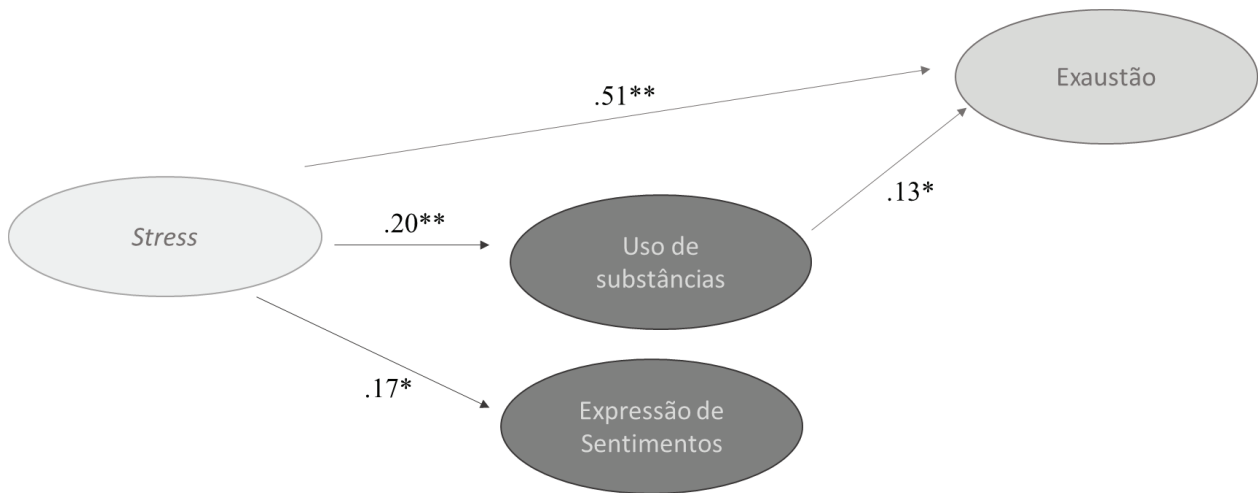 Exaustão
.51**
.13*
Stress
.20**
Uso de
substâncias
.17*
Expressão de
Sentimentos